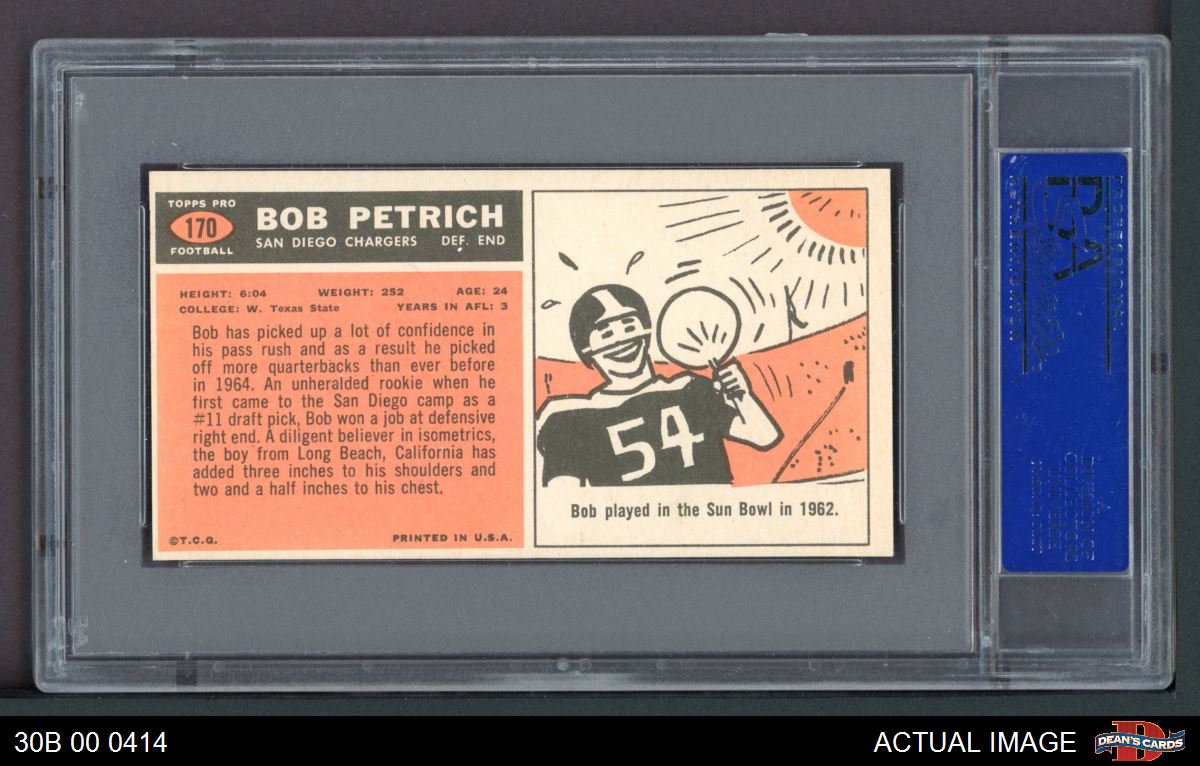 TOPPS PRO
170
FOOTBALL
BOB PETRICH
SAN DIEGO CHARGERS DEF. END
HEIGHT: 6:04 WEIGHT: 252 AGE: 24
COLLEGE: W. Texas State YEARS IN AFL: 3
Bob has picked up a lot of confidence in
his pass rush and as a result he picked
off more quarterbacks than ever before
in 1964. An unheralded rookie when he
first came to the San Diego camp as a
#11 draft pick, Bob won a job at defensive
right end. A diligent believer in isometrics,
the boy from Long Beach, California has
added three inches to his shoulders and
two and a half inches to his chest.
©T.C.G. PRINTED IN U.S.A.
54
Bob played in the Sun Bowl in 1962.
PSA
A
DIVISION OF
COLLECTORS
UNIVERSE
30B 00 0414
ACTUAL IMAGE
D
DEAN'S CARDS